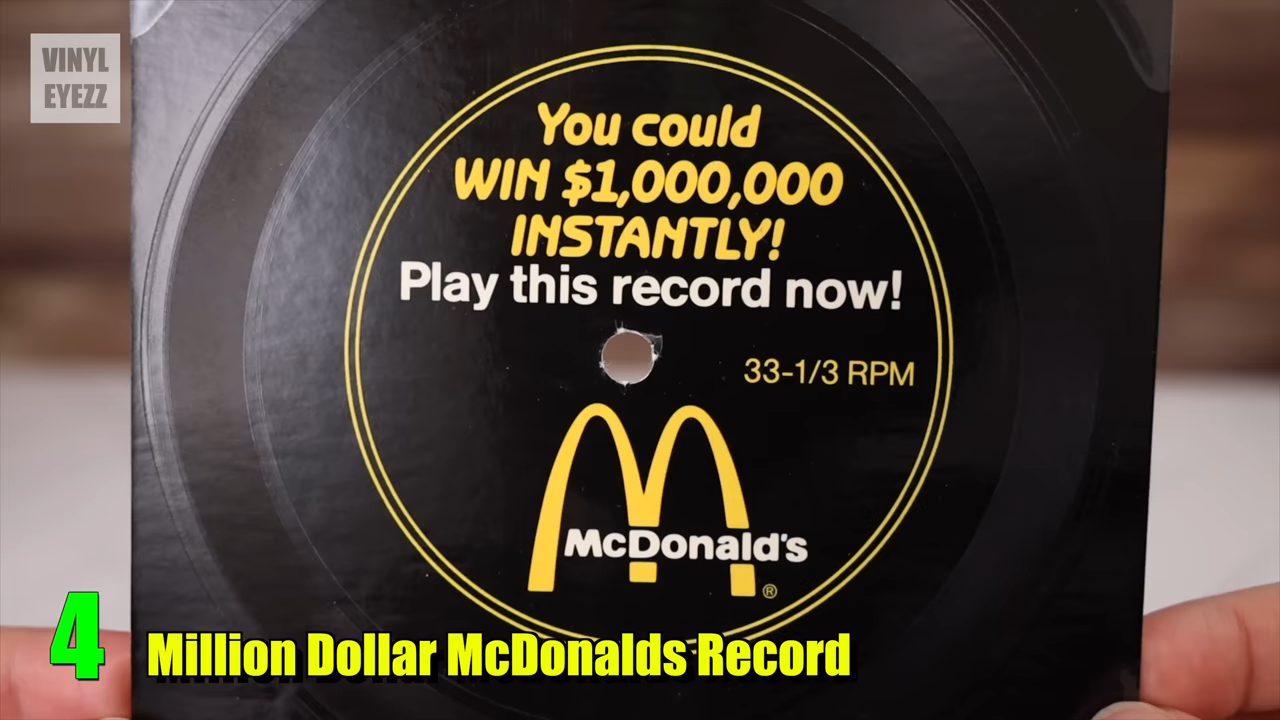 VINYL
EYEZZ
You could
WIN $1,000,000
INSTANTLY!
Play this record now!
33-1/3 RPM
McDonald's
®
4
Million Dollar McDonalds Record